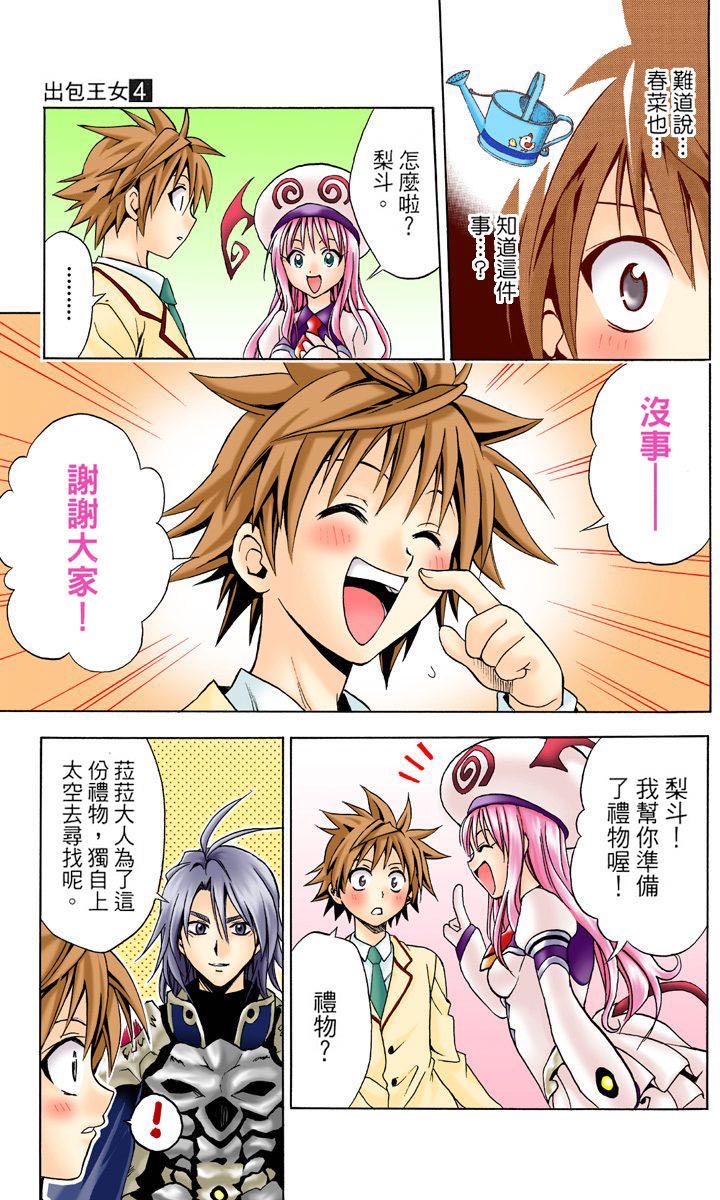 出包王女4
難道說…
春菜也…
知道這件
事…?
怎麼啦?
梨斗。
………
沒事——
謝謝大家!
梨斗!
我幫你準備
了禮物喔!
禮物?
菈菈大人為了這
份禮物，獨自上
太空去尋找呢。
!